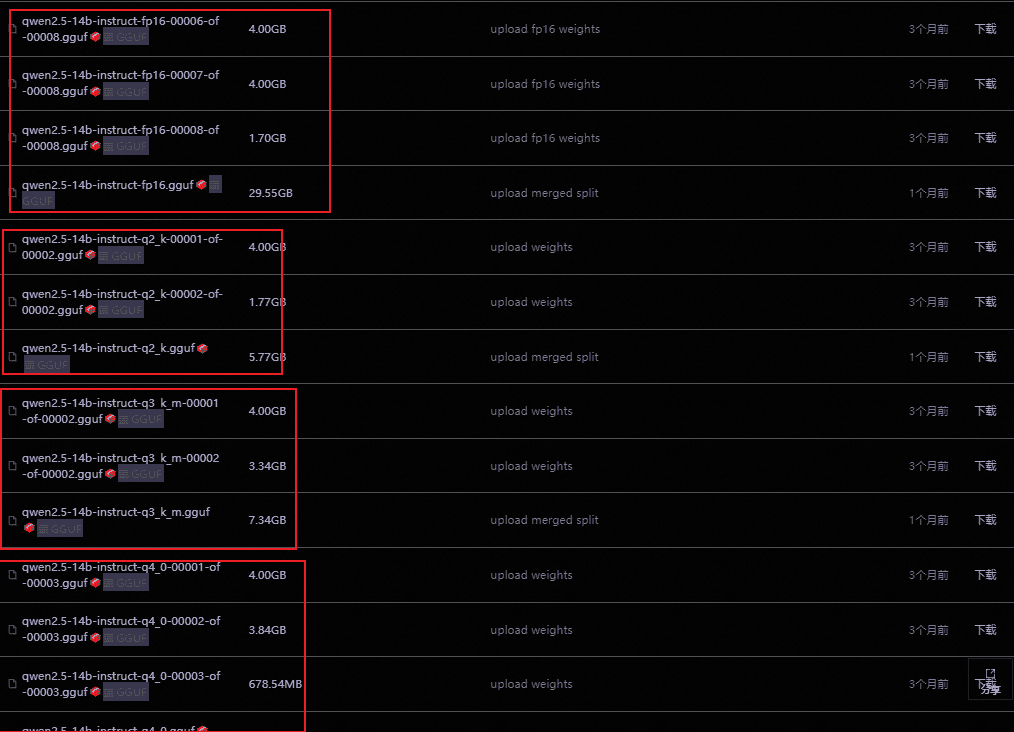 qwen2.5-14b-instruct-fp16-00006-of
-00008.gguf GGUF
4.00GB
upload fp16 weights
3个月前
下载
qwen2.5-14b-instruct-fp16-00007-of
-00008.gguf GGUF
4.00GB
upload fp16 weights
3个月前
下载
qwen2.5-14b-instruct-fp16-00008-of
-00008.gguf GGUF
1.70GB
upload fp16 weights
3个月前
下载
qwen2.5-14b-instruct-fp16.gguf
GGUF
29.55GB
upload merged split
1个月前
下载
qwen2.5-14b-instruct-q2_k-00001-of-
00002.gguf GGUF
4.00GB
upload weights
3个月前
下载
qwen2.5-14b-instruct-q2_k-00002-of-
00002.gguf GGUF
1.77GB
upload weights
3个月前
下载
qwen2.5-14b-instruct-q2_k.gguf
GGUF
5.77GB
upload merged split
1个月前
下载
qwen2.5-14b-instruct-q3_k_m-00001
-of-00002.gguf GGUF
4.00GB
upload weights
3个月前
下载
qwen2.5-14b-instruct-q3_k_m-00002
-of-00002.gguf GGUF
3.34GB
upload weights
3个月前
下载
qwen2.5-14b-instruct-q3_k_m.gguf
GGUF
7.34GB
upload merged split
1个月前
下载
qwen2.5-14b-instruct-q4_0-00001-of
-00003.gguf GGUF
4.00GB
upload weights
3个月前
下载
qwen2.5-14b-instruct-q4_0-00002-of
-00003.gguf GGUF
3.84GB
upload weights
3个月前
下载
qwen2.5-14b-instruct-q4_0-00003-of
-00003.gguf GGUF
678.54MB
upload weights
3个月前
下载
分享
qwen2.5-14b-instruct-q4_0.gguf